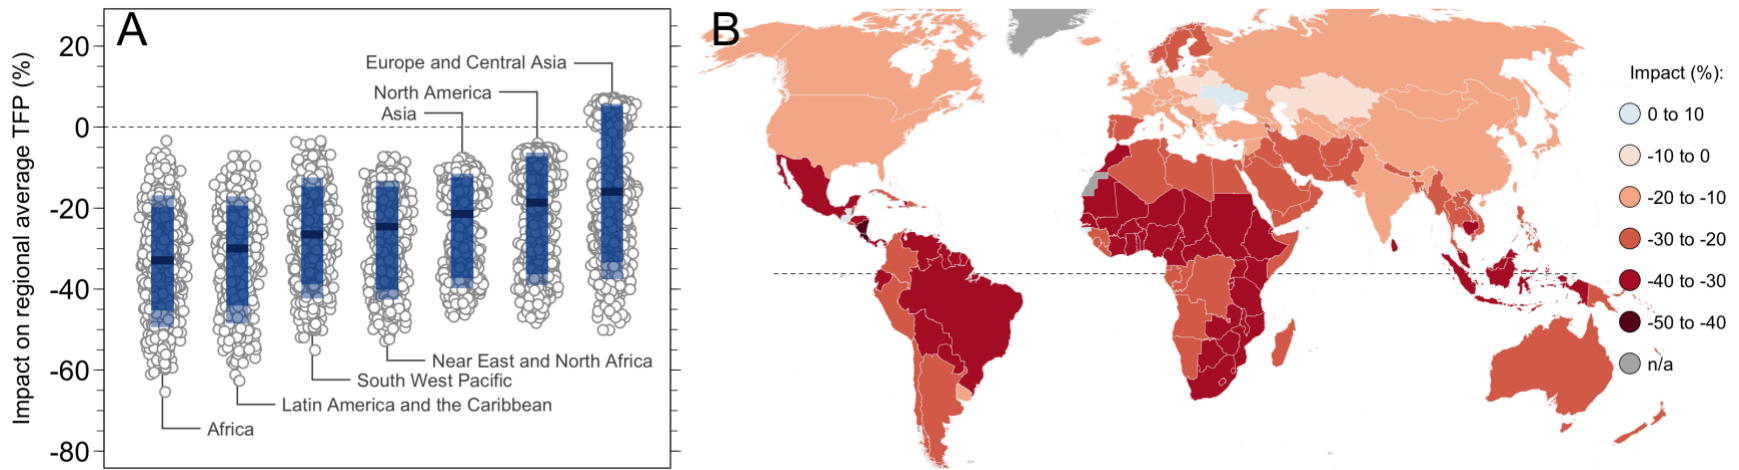 A
Impact on regional average TFP (%)
20
0
-20
-40
-60
-80
Europe and Central Asia
North America
Asia
Near East and North Africa
South West Pacific
Latin America and the Caribbean
Africa
B
Impact (%):
0 to 10
-10 to 0
-20 to -10
-30 to -20
-40 to -30
-50 to -40
n/a